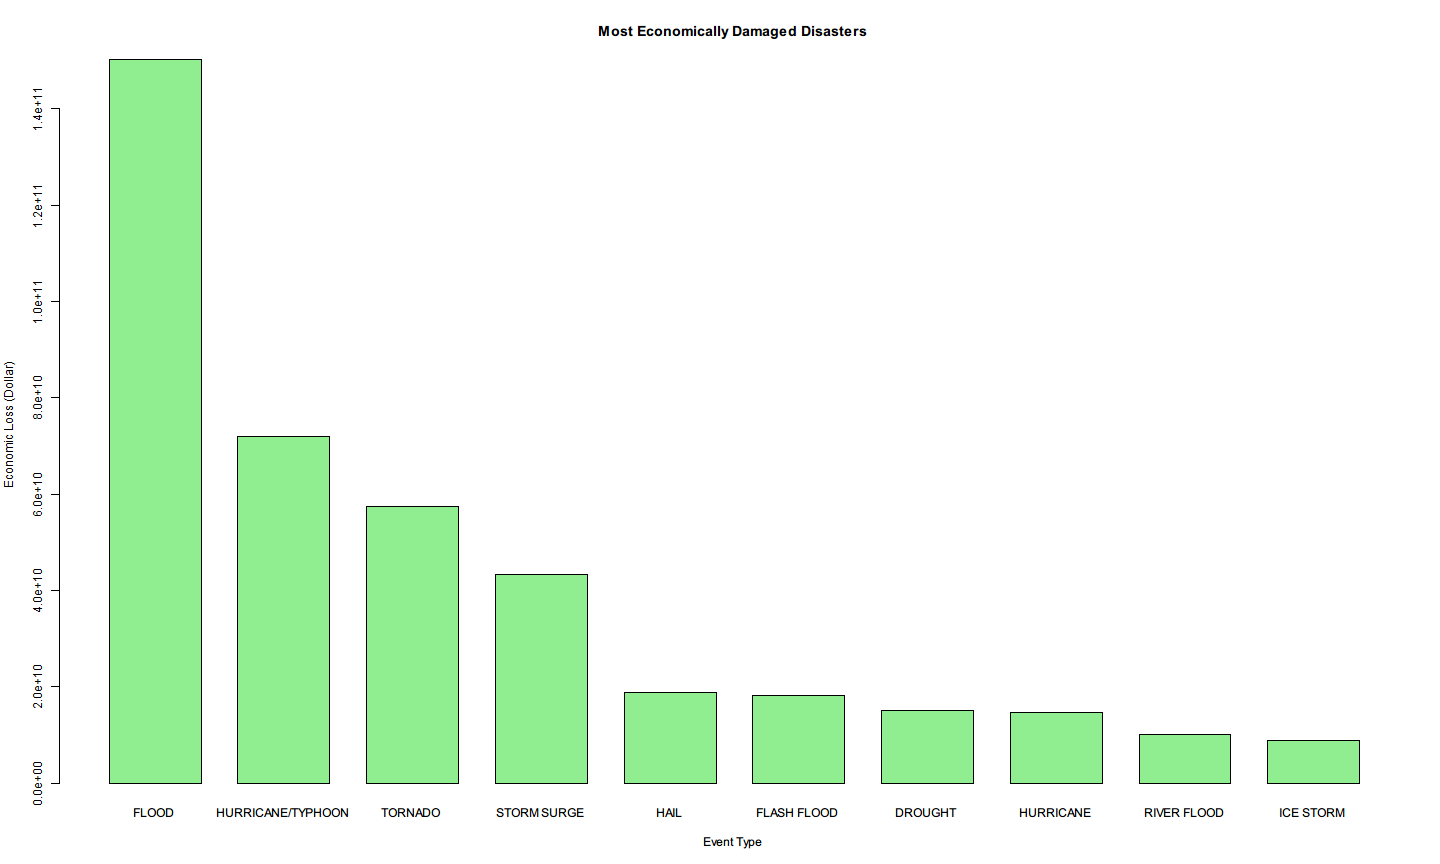 Most Economically Damaged Disasters
Economic Loss (Dollar)
1.4e+11
1.2e+11
1.0e+11
8.0e+10
6.0e+10
4.0e+10
2.0e+10
0.0e+00
FLOOD HURRICANE/TYPHOON TORNADO STORM SURGE HAIL FLASH FLOOD DROUGHT HURRICANE RIVER FLOOD ICE STORM
Event Type